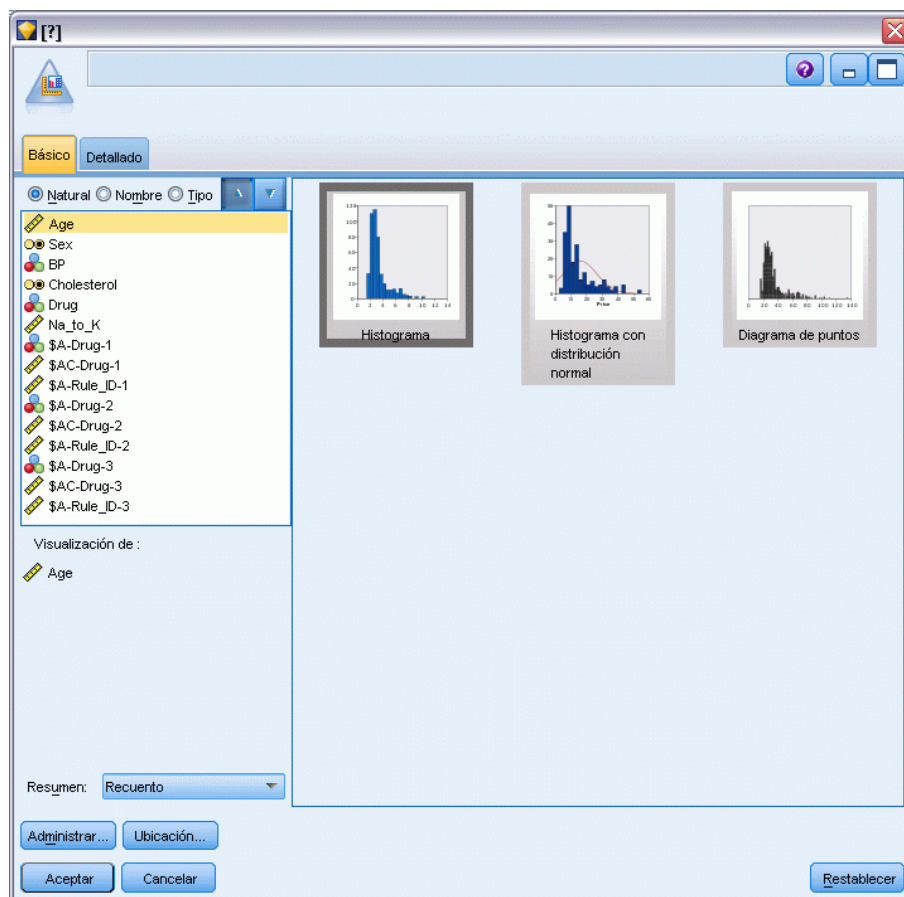 [?]
Básico
Detallado
Natural Nombre Tipo
Age
Sex
BP
Cholesterol
Drug
Na_to_K
$A-Drug-1
$AC-Drug-1
$A-Rule_ID-1
$A-Drug-2
$AC-Drug-2
$A-Rule_ID-2
$A-Drug-3
$AC-Drug-3
$A-Rule_ID-3
Histograma
Price
Histograma con
distribución
normal
Diagrama de puntos
Visualización de :
Age
Resumen: Recuento
Administrar... Ubicación...
Aceptar Cancelar Restablecer